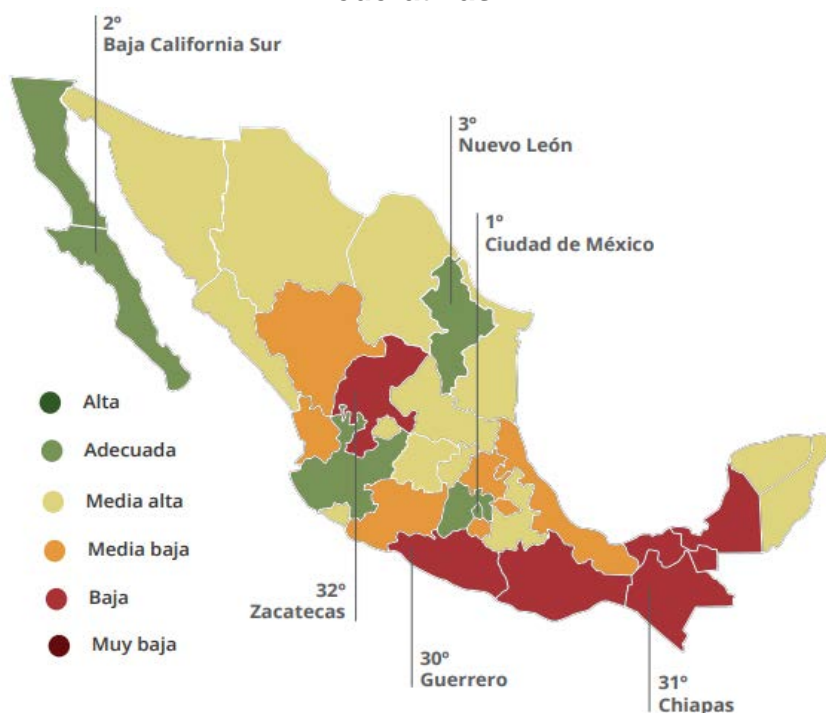 2º
Baja California Sur
3º
Nuevo León
1º
Ciudad de México
Alta
Adecuada
Media alta
Media baja
Baja
Muy baja
32º
Zacatecas
30º
Guerrero
31º
Chiapas